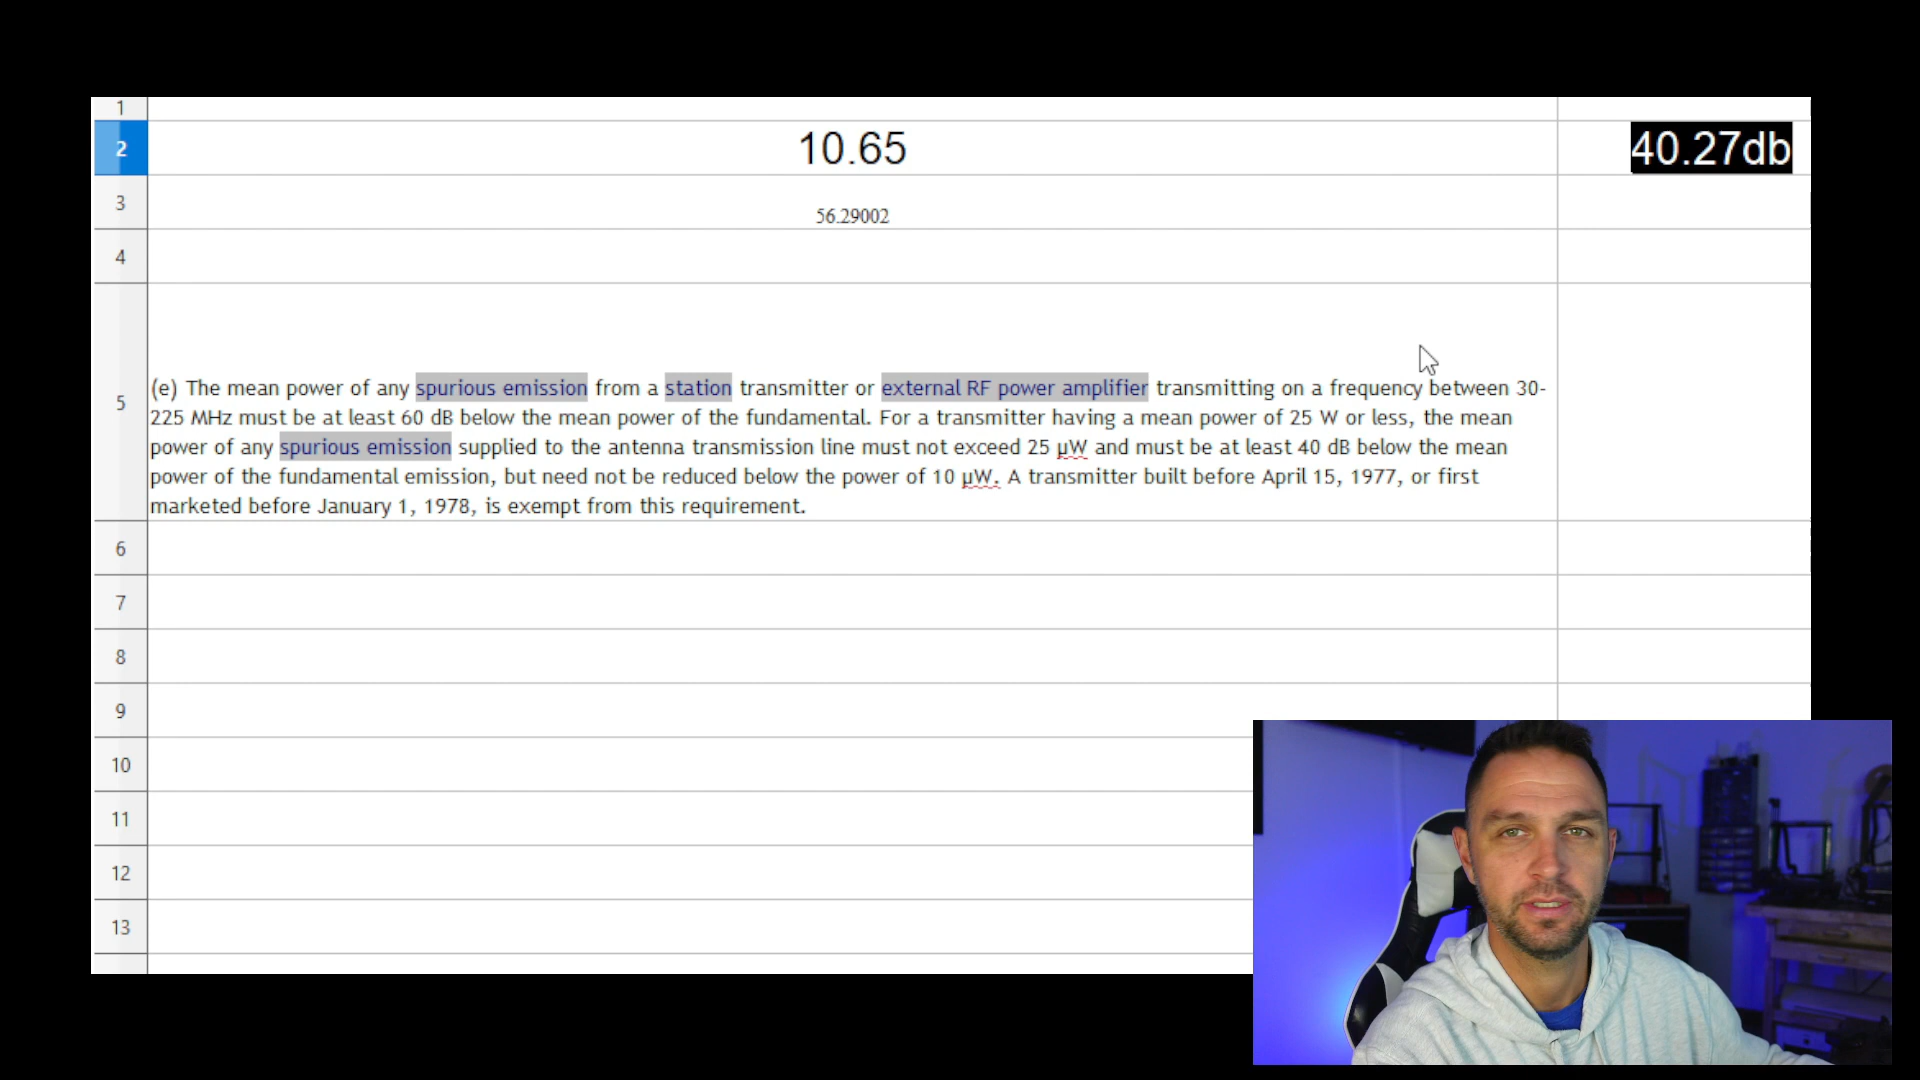 1
2 10.65 40.27db
3 56.29002
4
5
(e) The mean power of any spurious emission from a station transmitter or external RF power amplifier transmitting on a frequency between 30-
225 MHz must be at least 60 dB below the mean power of the fundamental. For a transmitter having a mean power of 25 W or less, the mean
power of any spurious emission supplied to the antenna transmission line must not exceed 25 µW and must be at least 40 dB below the mean
power of the fundamental emission, but need not be reduced below the power of 10 µW. A transmitter built before April 15, 1977, or first
marketed before January 1, 1978, is exempt from this requirement.
6
7
8
9
10
11
12
13